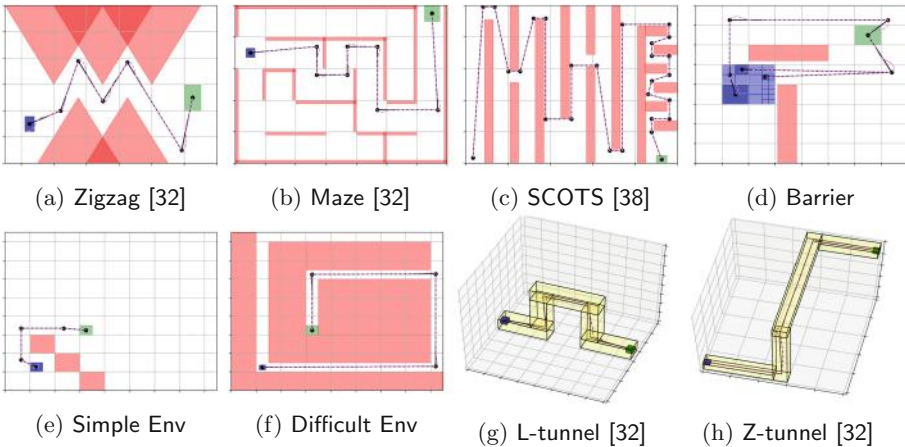 (a) Zigzag [32] (b) Maze [32] (c) SCOTS [38] (d) Barrier
(e) Simple Env (f) Difficult Env (g) L-tunnel [32] (h) Z-tunnel [32]